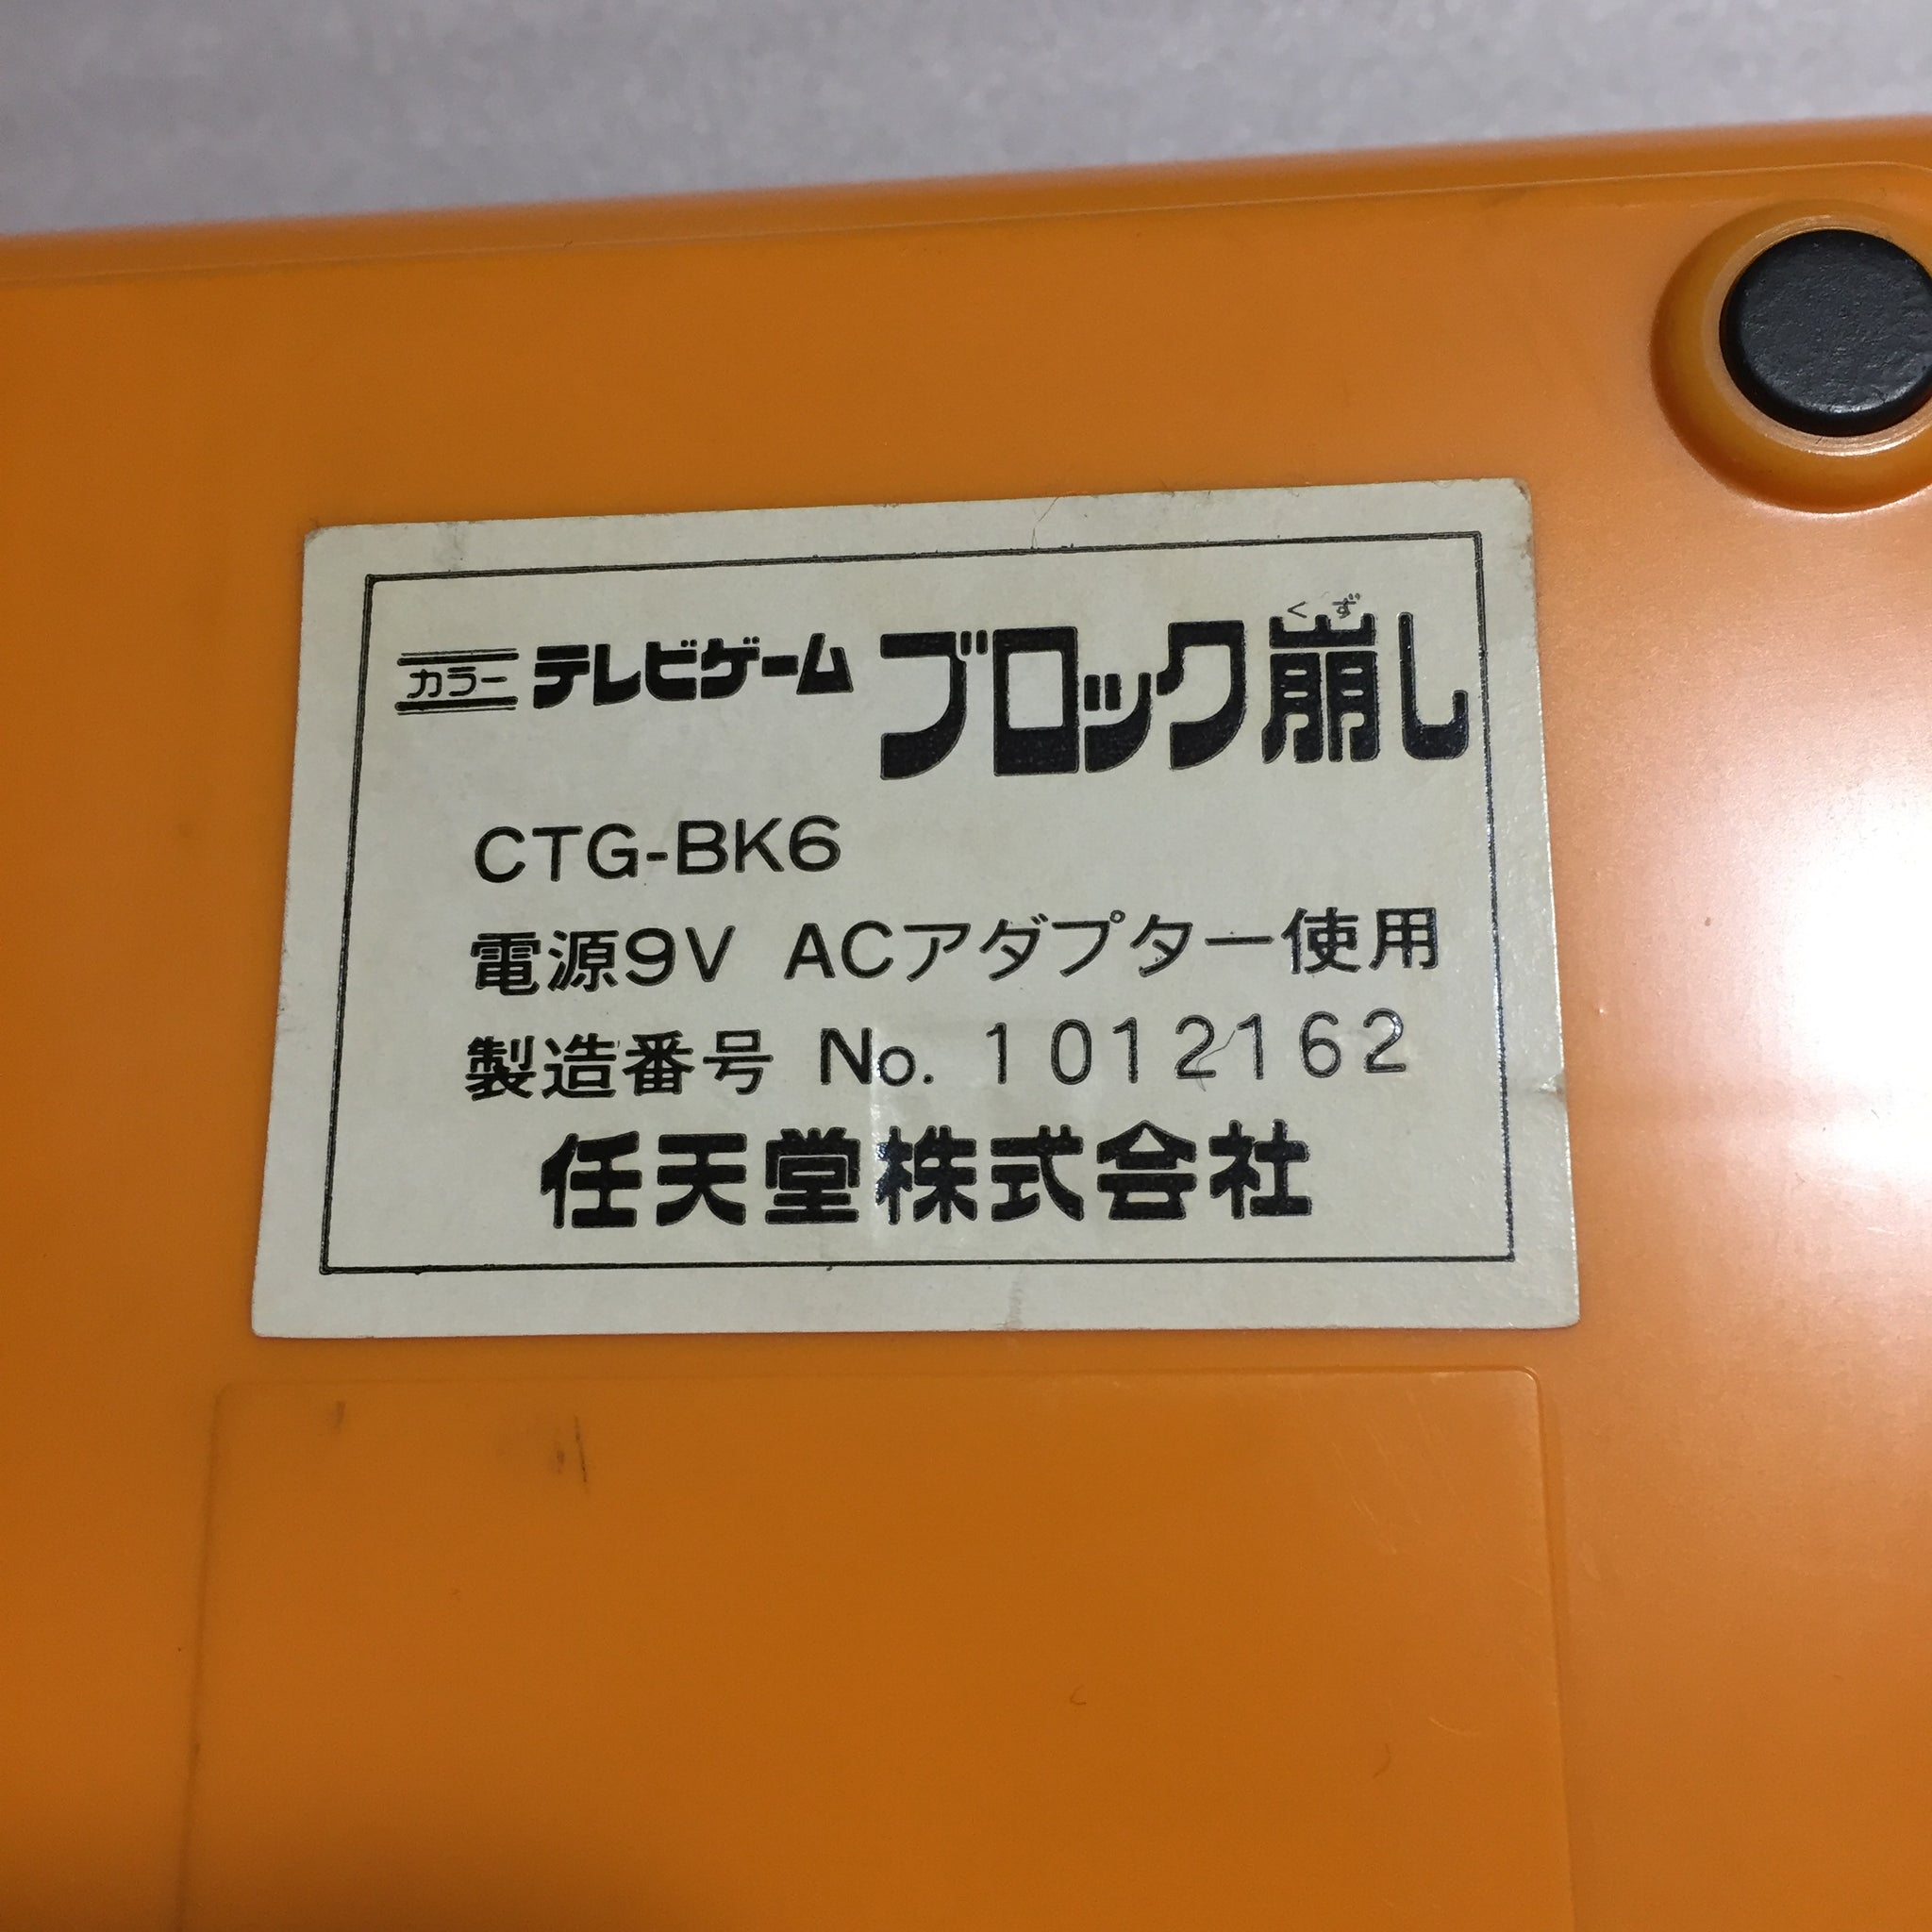 くず
カラー テレビゲーム ブロック崩し
CTG-BK6
電源9V ACアダプター使用
製造番号 No. 1012162
任天堂株式会社